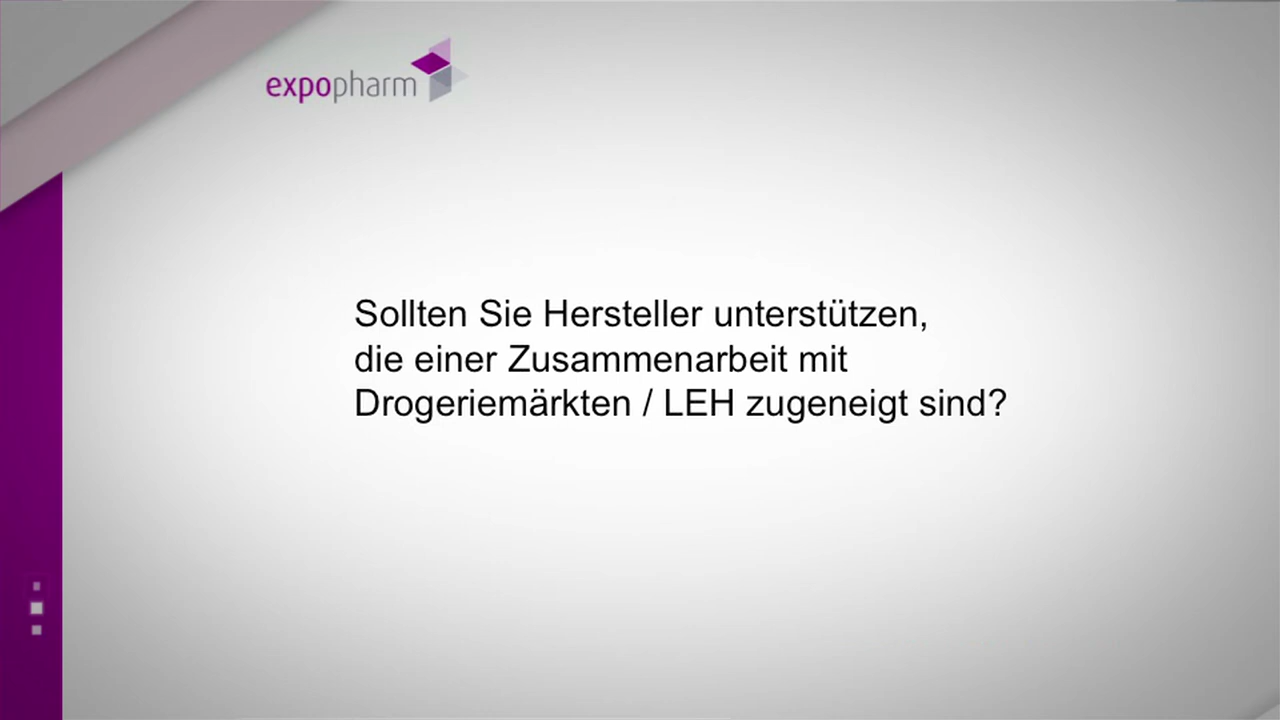 expopharm
Sollten Sie Hersteller unterstützen,
die einer Zusammenarbeit mit
Drogeriemärkten / LEH zugeneigt sind?